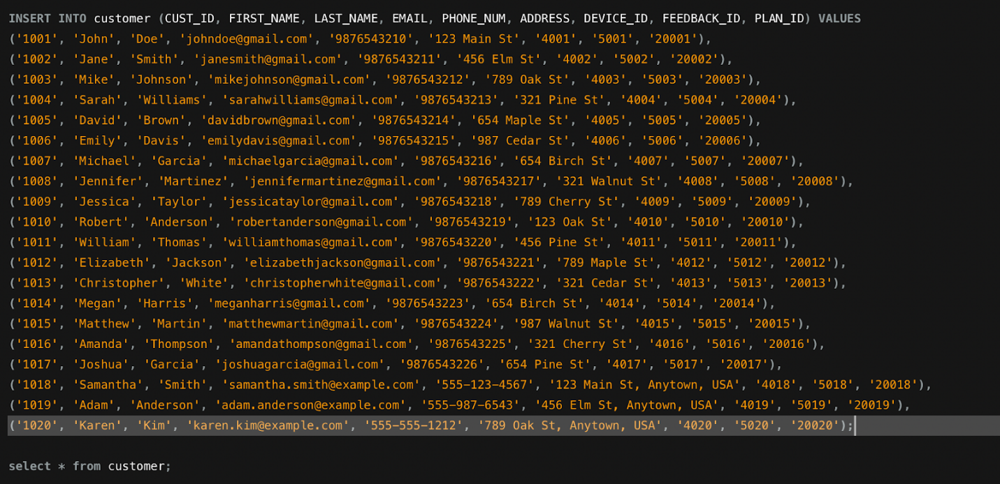 INSERT INTO customer (CUST_ID, FIRST_NAME, LAST_NAME, EMAIL, PHONE_NUM, ADDRESS, DEVICE_ID, FEEDBACK_ID, PLAN_ID) VALUES
('1001', 'John', 'Doe', 'johndoe@gmail.com', '9876543210', '123 Main St', '4001', '5001', '20001'),
('1002', 'Jane', 'Smith', 'janesmith@gmail.com', '9876543211', '456 Elm St', '4002', '5002', '20002'),
('1003', 'Mike', 'Johnson', 'mikejohnson@gmail.com', '9876543212', '789 Oak St', '4003', '5003', '20003'),
('1004', 'Sarah', 'Williams', 'sarahwilliams@gmail.com', '9876543213', '321 Pine St', '4004', '5004', '20004'),
('1005', 'David', 'Brown', 'davidbrown@gmail.com', '9876543214', '654 Maple St', '4005', '5005', '20005'),
('1006', 'Emily', 'Davis', 'emilydavis@gmail.com', '9876543215', '987 Cedar St', '4006', '5006', '20006'),
('1007', 'Michael', 'Garcia', 'michaelgarcia@gmail.com', '9876543216', '654 Birch St', '4007', '5007', '20007'),
('1008', 'Jennifer', 'Martinez', 'jennifermartinez@gmail.com', '9876543217', '321 Walnut St', '4008', '5008', '20008'),
('1009', 'Jessica', 'Taylor', 'jessicataylor@gmail.com', '9876543218', '789 Cherry St', '4009', '5009', '20009'),
('1010', 'Robert', 'Anderson', 'robertanderson@gmail.com', '9876543219', '123 Oak St', '4010', '5010', '20010'),
('1011', 'William', 'Thomas', 'williamthomas@gmail.com', '9876543220', '456 Pine St', '4011', '5011', '20011'),
('1012', 'Elizabeth', 'Jackson', 'elizabethjackson@gmail.com', '9876543221', '789 Maple St', '4012', '5012', '20012'),
('1013', 'Christopher', 'White', 'christopherwhite@gmail.com', '9876543222', '321 Cedar St', '4013', '5013', '20013'),
('1014', 'Megan', 'Harris', 'meganharris@gmail.com', '9876543223', '654 Birch St', '4014', '5014', '20014'),
('1015', 'Matthew', 'Martin', 'matthewmartin@gmail.com', '9876543224', '987 Walnut St', '4015', '5015', '20015'),
('1016', 'Amanda', 'Thompson', 'amandathompson@gmail.com', '9876543225', '321 Cherry St', '4016', '5016', '20016'),
('1017', 'Joshua', 'Garcia', 'joshuagarcia@gmail.com', '9876543226', '654 Pine St', '4017', '5017', '20017'),
('1018', 'Samantha', 'Smith', 'samantha.smith@example.com', '555-123-4567', '123 Main St, Anytown, USA', '4018', '5018', '20018'),
('1019', 'Adam', 'Anderson', 'adam.anderson@example.com', '555-987-6543', '456 Elm St, Anytown, USA', '4019', '5019', '20019'),
('1020', 'Karen', 'Kim', 'karen.kim@example.com', '555-555-1212', '789 Oak St, Anytown, USA', '4020', '5020', '20020');
select * from customer;